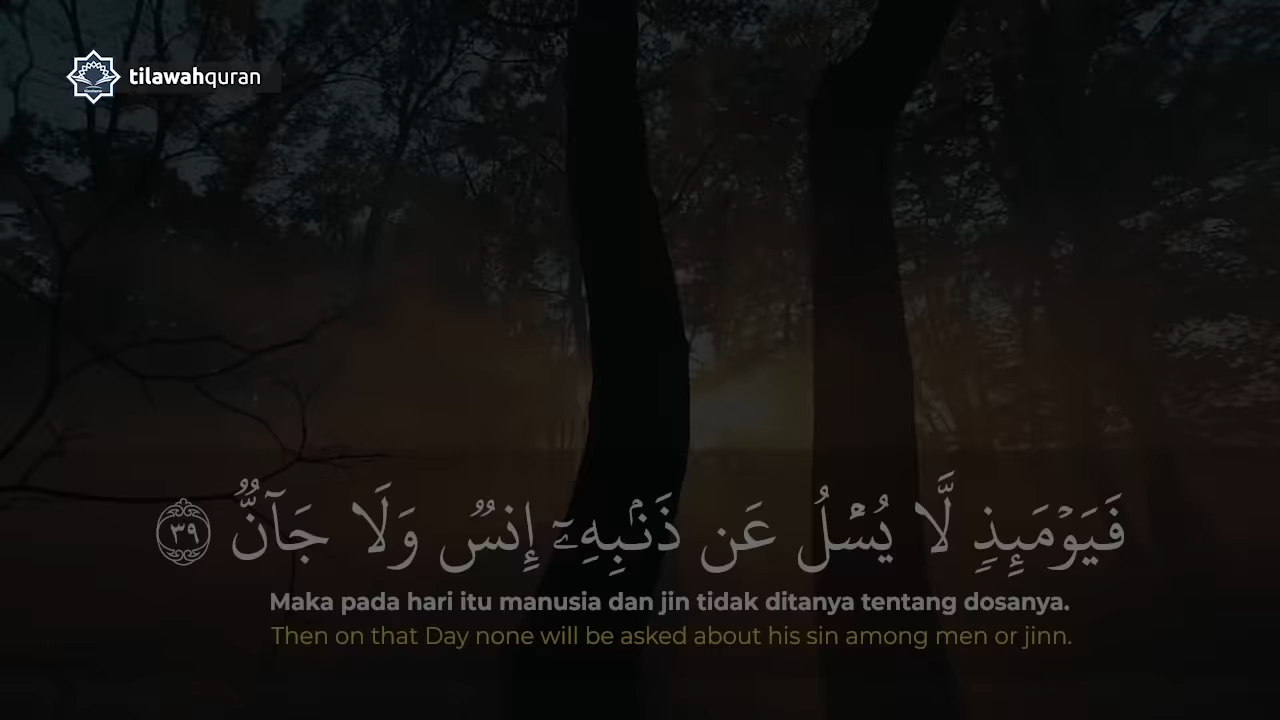 tilawahquran
فَيَوْمَئِذٍ لَّا يُسْـَٔلُ عَن ذَنۢبِهِۦٓ إِنسٌ وَلَا جَآنٌّ ٣٩
Maka pada hari itu manusia dan jin tidak ditanya tentang dosanya.
Then on that Day none will be asked about his sin among men or jinn.